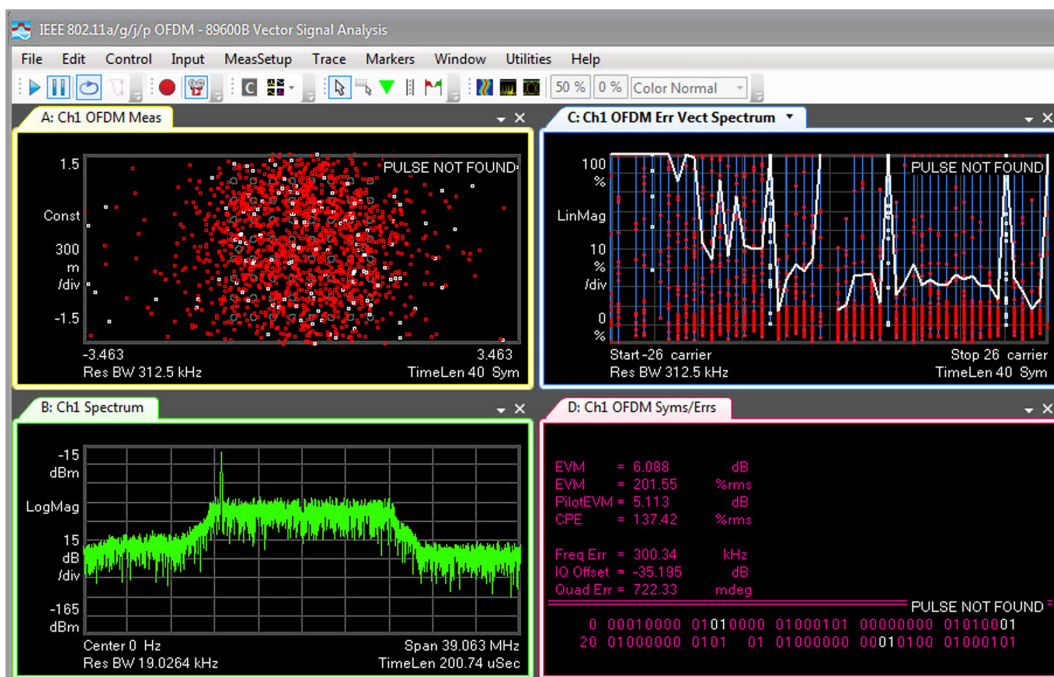 IEEE 802.11a/g/j/p OFDM - 89600B Vector Signal Analysis
File Edit Control Input MeasSetup Trace Markers Window Utilities Help
50 % 0 % Color Normal
A: Ch1 OFDM Meas
1.5
PULSE NOT FOUND
Const
300
m
/div
-1.5
-3.463 3.463
Res BW 312.5 kHz TimeLen 40 Sym
C: Ch1 OFDM Err Vect Spectrum
100
%
PULSE NOT FOUND
LinMag
10
%
/div
0
%
Start -26 carrier Stop 26 carrier
Res BW 312.5 kHz TimeLen 40 Sym
B: Ch1 Spectrum
-15
dBm
LogMag
15
dB
/div
-165
dBm
Center 0 Hz Span 39.063 MHz
Res BW 19.0264 kHz TimeLen 200.74 uSec
D: Ch1 OFDM Syms/Errs
EVM = 6.088 dB
EVM = 201.55 %rms
PilotEVM = 5.113 dB
CPE = 137.42 %rms
Freq Err = 300.34 kHz
IQ Offset = -35.195 dB
Quad Err = 722.33 mdeg
PULSE NOT FOUND
0 00010000 01010000 01000101 00000000 01010001
20 01000000 0101 01 01000000 00010100 01000101